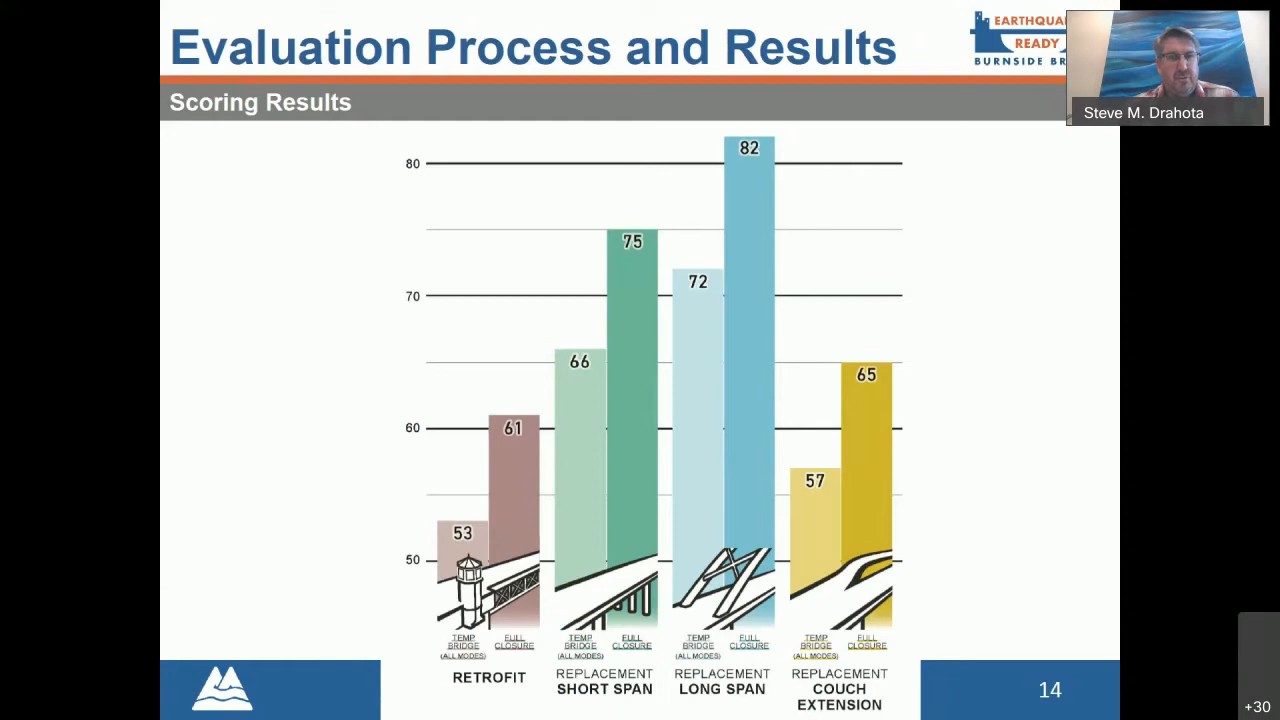 Evaluation Process and Results
EARTHQUA
READY
BURNSIDE BR
Steve M. Drahota
Scoring Results
80
70
60
50
53
61
66
75
72
82
57
65
TEMP BRIDGE (ALL MODES)
FULL CLOSURE
TEMP BRIDGE (ALL MODES)
FULL CLOSURE
TEMP BRIDGE (ALL MODES)
FULL CLOSURE
TEMP BRIDGE (ALL MODES)
FULL CLOSURE
RETROFIT
REPLACEMENT
SHORT SPAN
REPLACEMENT
LONG SPAN
REPLACEMENT
COUCH
EXTENSION
14
+30